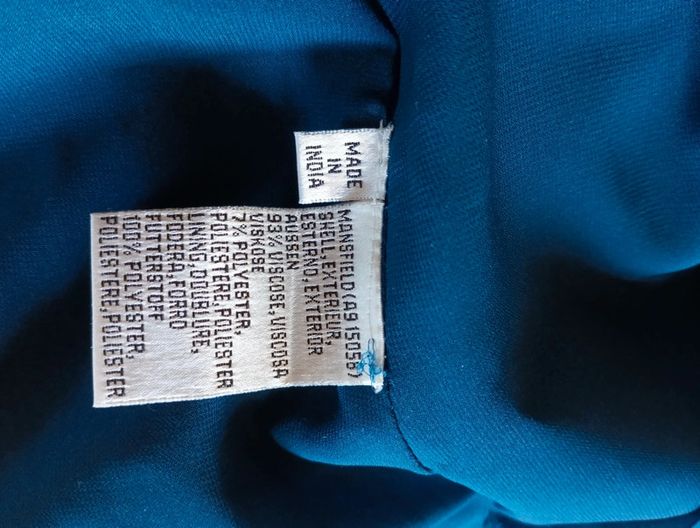 MADE
IN
INDIA
MANSFIELD(A9 15056)
SHELL,EXTERIEUR,
ESTERNO,EXTERIOR
AUSSEN
93% VISCOSE,VISCOSA
VISKOSE
7% POLYESTER,
POLIESTERE,POLIESTER
LINING,DOUBLURE,
FODERA,FORRO
FUTTERSTOFF
100% POLYESTER,
POLIESTERE,POLIESTER